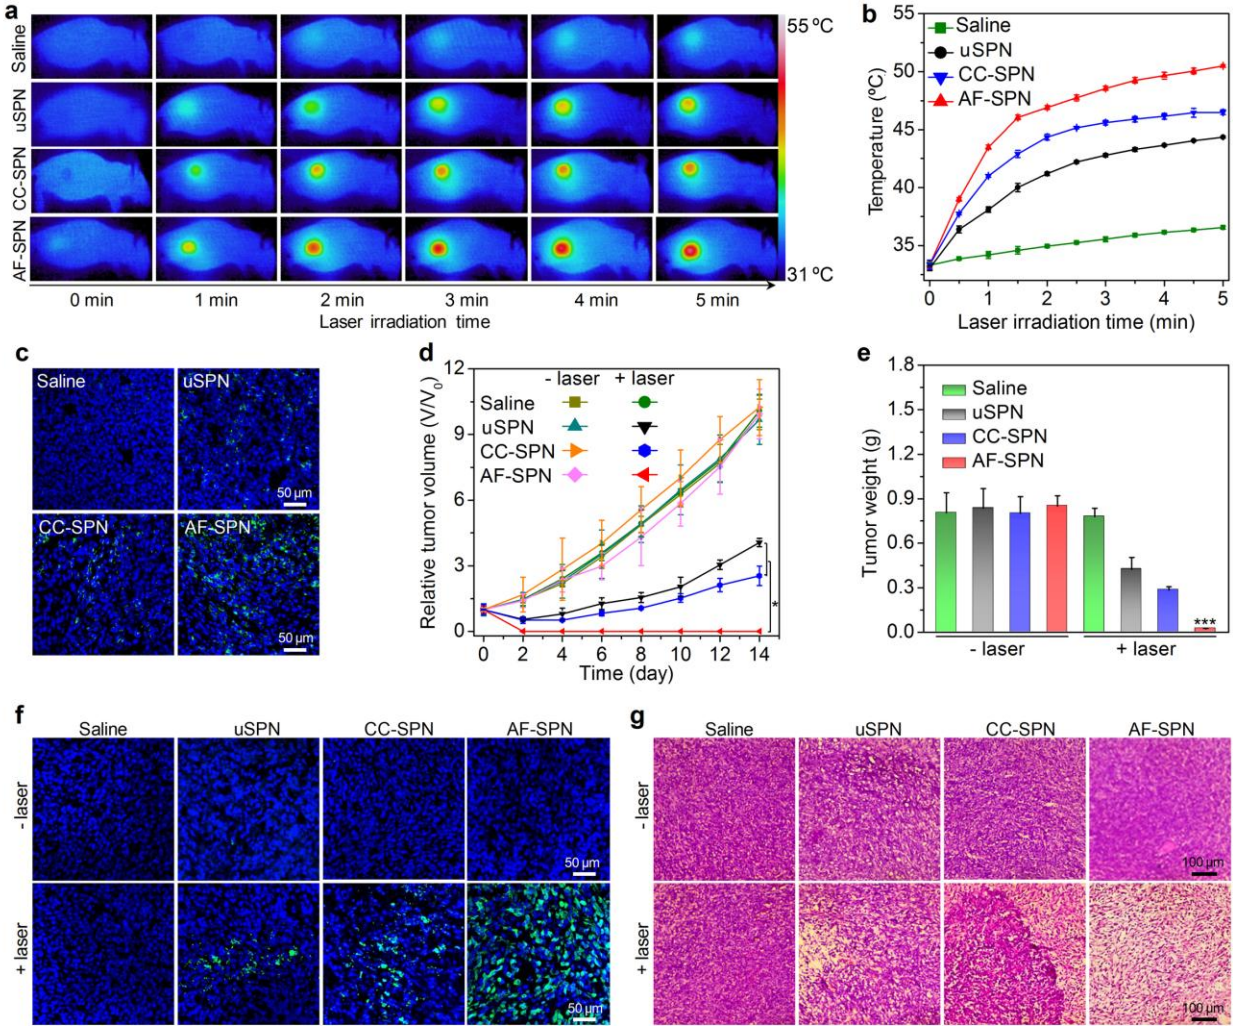 a
Saline
uSPN
CC-SPN
AF-SPN
55 ºC
31 ºC
0 min 1 min 2 min 3 min 4 min 5 min
Laser irradiation time
b
Saline
uSPN
CC-SPN
AF-SPN
Temperature (ºC)
55
50
45
40
35
0 1 2 3 4 5
Laser irradiation time (min)
c
Saline uSPN
50 µm
CC-SPN AF-SPN
50 µm
d
- laser + laser
Saline
uSPN
CC-SPN
AF-SPN
Relative tumor volume (V/V0)
12
9
6
3
0
*
0 2 4 6 8 10 12 14
Time (day)
e
Saline
uSPN
CC-SPN
AF-SPN
Tumor weight (g)
1.8
1.5
1.2
0.9
0.6
0.3
0.0
***
- laser + laser
f
Saline uSPN CC-SPN AF-SPN
- laser
50 µm
+ laser
50 µm
g
Saline uSPN CC-SPN AF-SPN
- laser
100 µm
+ laser
100 µm